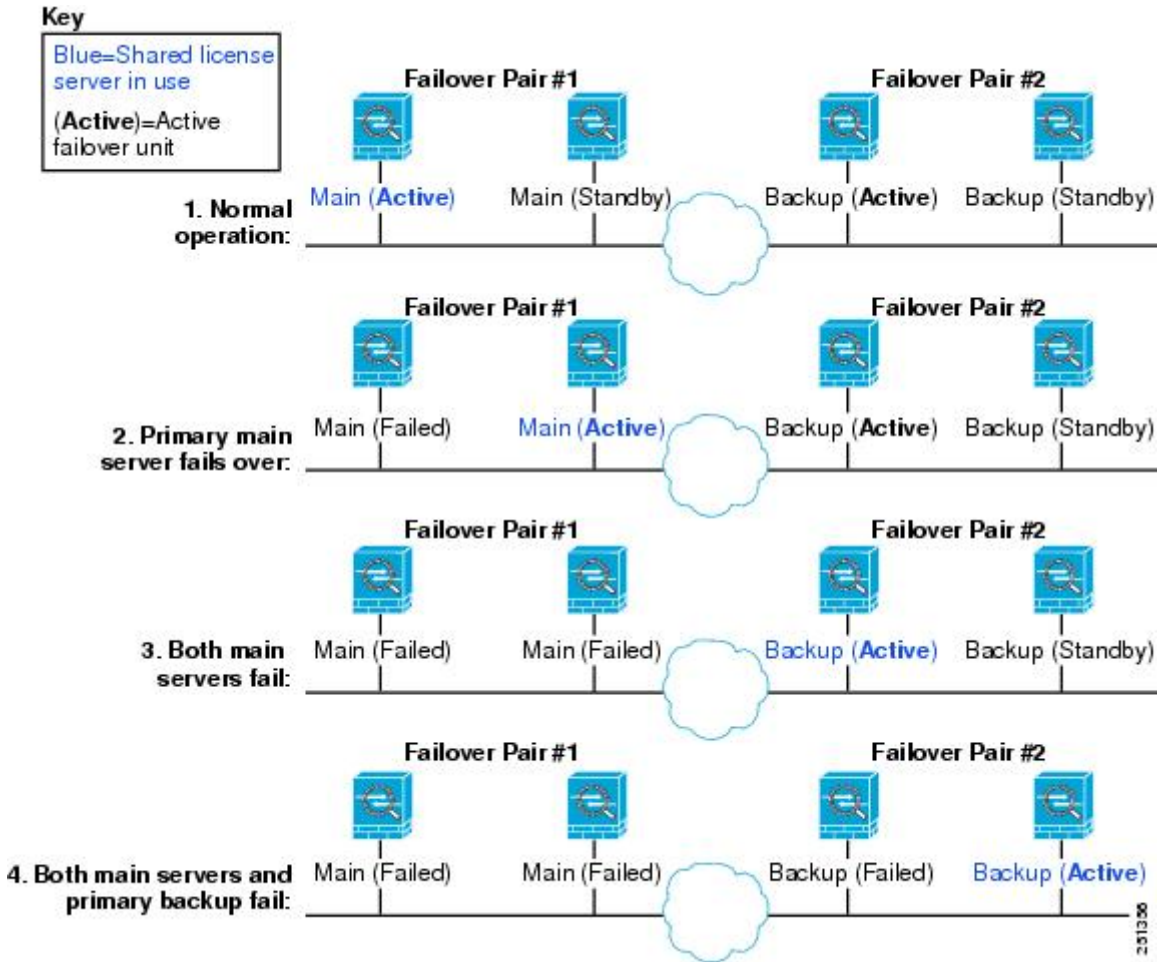 Key
Blue=Shared license
server in use
(Active)=Active
failover unit
Failover Pair #1
Failover Pair #2
1. Normal
operation:
Main (Active)
Main (Standby)
Backup (Active)
Backup (Standby)
Failover Pair #1
Failover Pair #2
2. Primary main
server fails over:
Main (Failed)
Main (Active)
Backup (Active)
Backup (Standby)
Failover Pair #1
Failover Pair #2
3. Both main
servers fail:
Main (Failed)
Main (Failed)
Backup (Active)
Backup (Standby)
Failover Pair #1
Failover Pair #2
4. Both main servers and
primary backup fail:
Main (Failed)
Main (Failed)
Backup (Failed)
Backup (Active)
251356